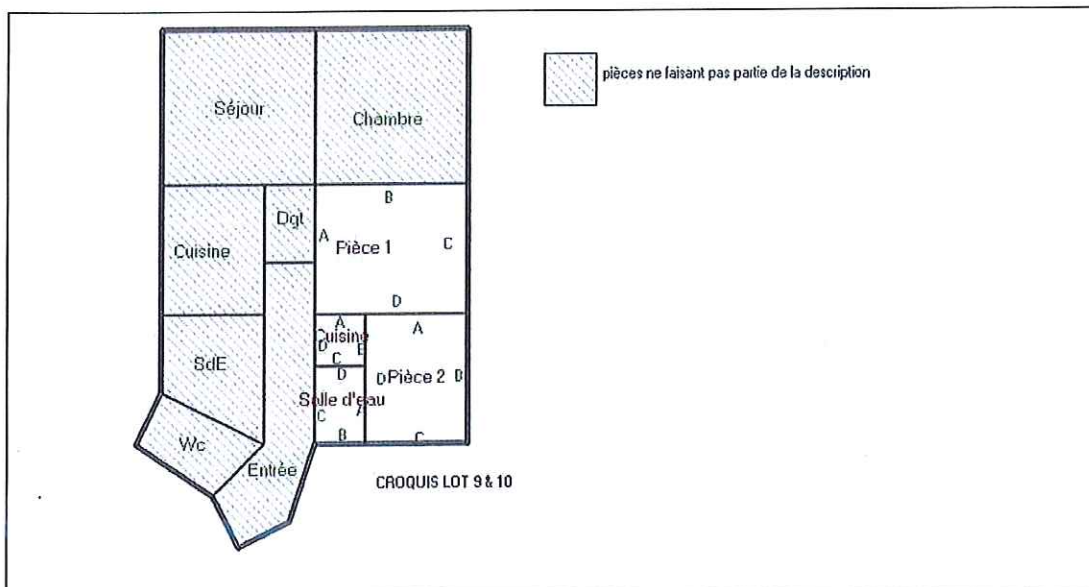 pièces ne faisant pas partie de la description
Séjour
Chambre
B
Dgt
A
Pièce 1
C
Cuisine
D
A
Cuisine
A
D
E
C
SdE
D
D
Pièce 2
B
Salle d'eau
C
A
B
C
Wc
Entrée
CROQUIS LOT 9 & 10